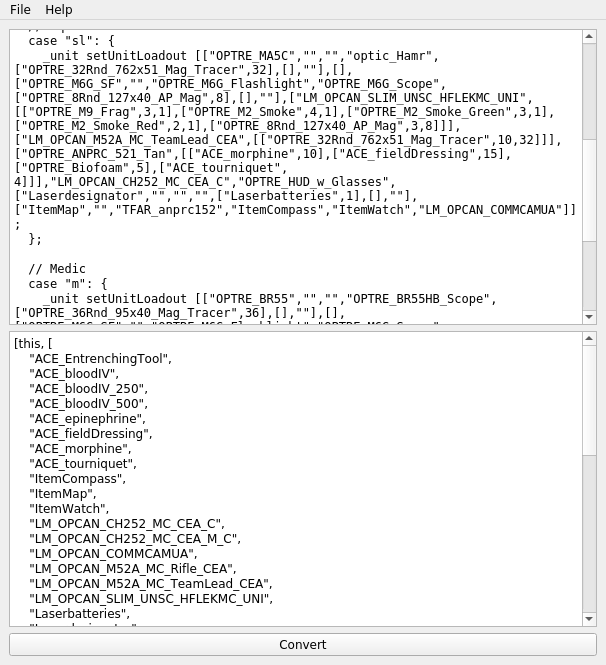 File Help
case "sl": {
_unit setUnitLoadout [["OPTRE_MA5C","","","optic_Hamr",
["OPTRE_32Rnd_762x51_Mag_Tracer",32],[],""],[],
["OPTRE_M6G_SF","","OPTRE_M6G_Flashlight","OPTRE_M6G_Scope",
["OPTRE_8Rnd_127x40_AP_Mag",8],[],""],["LM_OPCAN_SLIM_UNSC_HFLEKMC_UNI",
[["OPTRE_M9_Frag",3,1],["OPTRE_M2_Smoke",4,1],["OPTRE_M2_Smoke_Green",3,1],
["OPTRE_M2_Smoke_Red",2,1],["OPTRE_8Rnd_127x40_AP_Mag",3,8]]],
["LM_OPCAN_M52A_MC_TeamLead_CEA",[["OPTRE_32Rnd_762x51_Mag_Tracer",10,32]]],
["OPTRE_ANPRC_521_Tan",[["ACE_morphine",10],["ACE_fieldDressing",15],
["OPTRE_Biofoam",5],["ACE_tourniquet",
4]]],"LM_OPCAN_CH252_MC_CEA_C","OPTRE_HUD_w_Glasses",
["Laserdesignator","","","",["Laserbatteries",1],[],""],
["ItemMap","","TFAR_anprc152","ItemCompass","ItemWatch","LM_OPCAN_COMMCAMUA"]]
;
};
// Medic
case "m": {
_unit setUnitLoadout [["OPTRE_BR55","","","OPTRE_BR55HB_Scope",
["OPTRE_36Rnd_95x40_Mag_Tracer",36],[],""],[],
[this, [
"ACE_EntrenchingTool",
"ACE_bloodIV",
"ACE_bloodIV_250",
"ACE_bloodIV_500",
"ACE_epinephrine",
"ACE_fieldDressing",
"ACE_morphine",
"ACE_tourniquet",
"ItemCompass",
"ItemMap",
"ItemWatch",
"LM_OPCAN_CH252_MC_CEA_C",
"LM_OPCAN_CH252_MC_CEA_M_C",
"LM_OPCAN_COMMCAMUA",
"LM_OPCAN_M52A_MC_Rifle_CEA",
"LM_OPCAN_M52A_MC_TeamLead_CEA",
"LM_OPCAN_SLIM_UNSC_HFLEKMC_UNI",
"Laserbatteries",
Convert